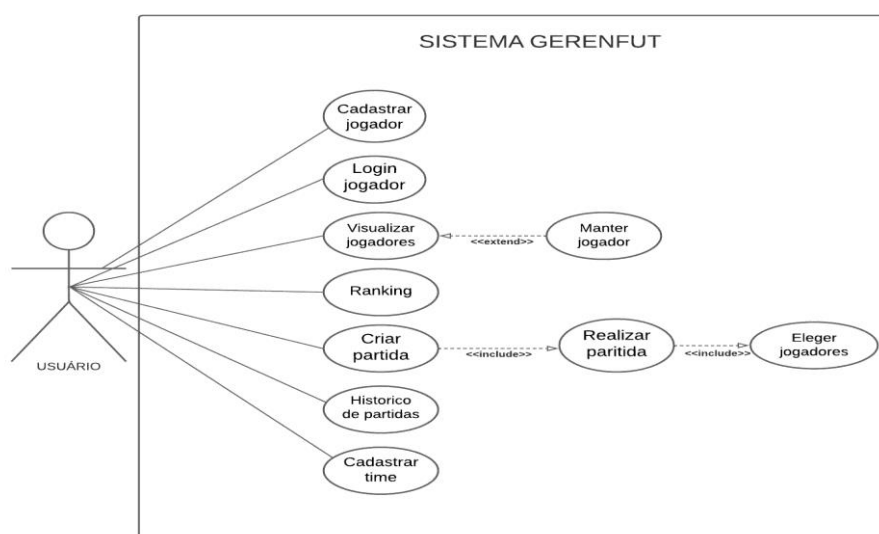 SISTEMA GERENFUT
Cadastrar
jogador
Login
jogador
Visualizar
jogadores
<<extend>>
Manter
jogador
Ranking
Criar
partida
<<include>>
Realizar
paritida
<<include>>
Eleger
jogadores
USUÁRIO
Historico
de partidas
Cadastrar
time